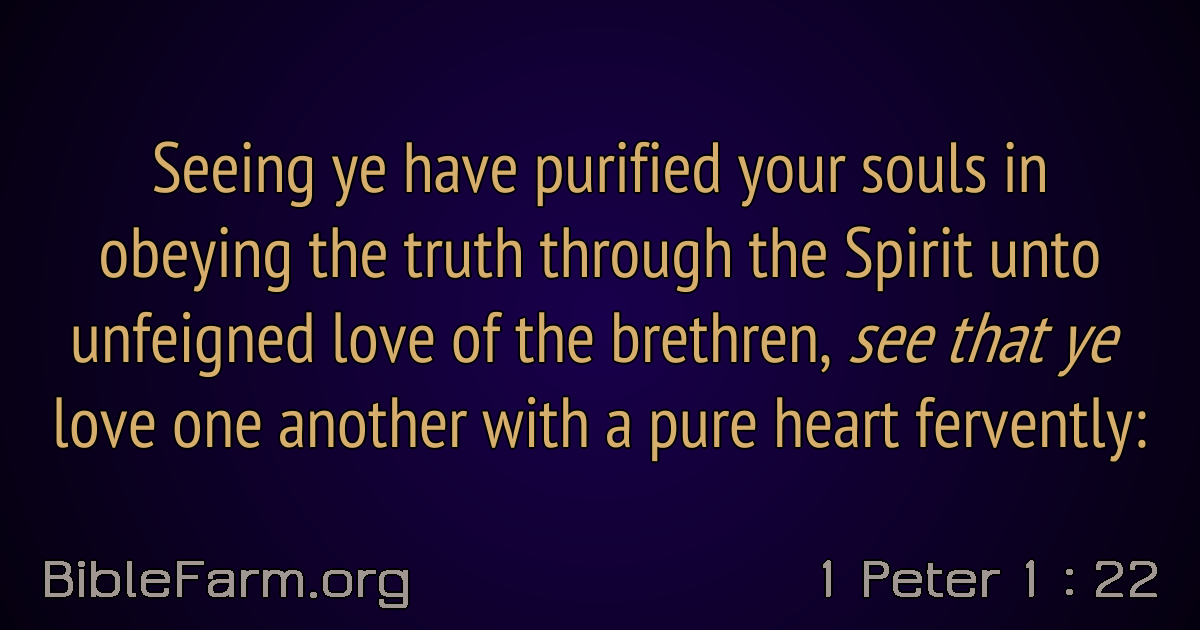 Seeing ye have purified your souls in
obeying the truth through the Spirit unto
unfeigned love of the brethren, see that ye
love one another with a pure heart fervently:
BibleFarm.org
1 Peter 1 : 22